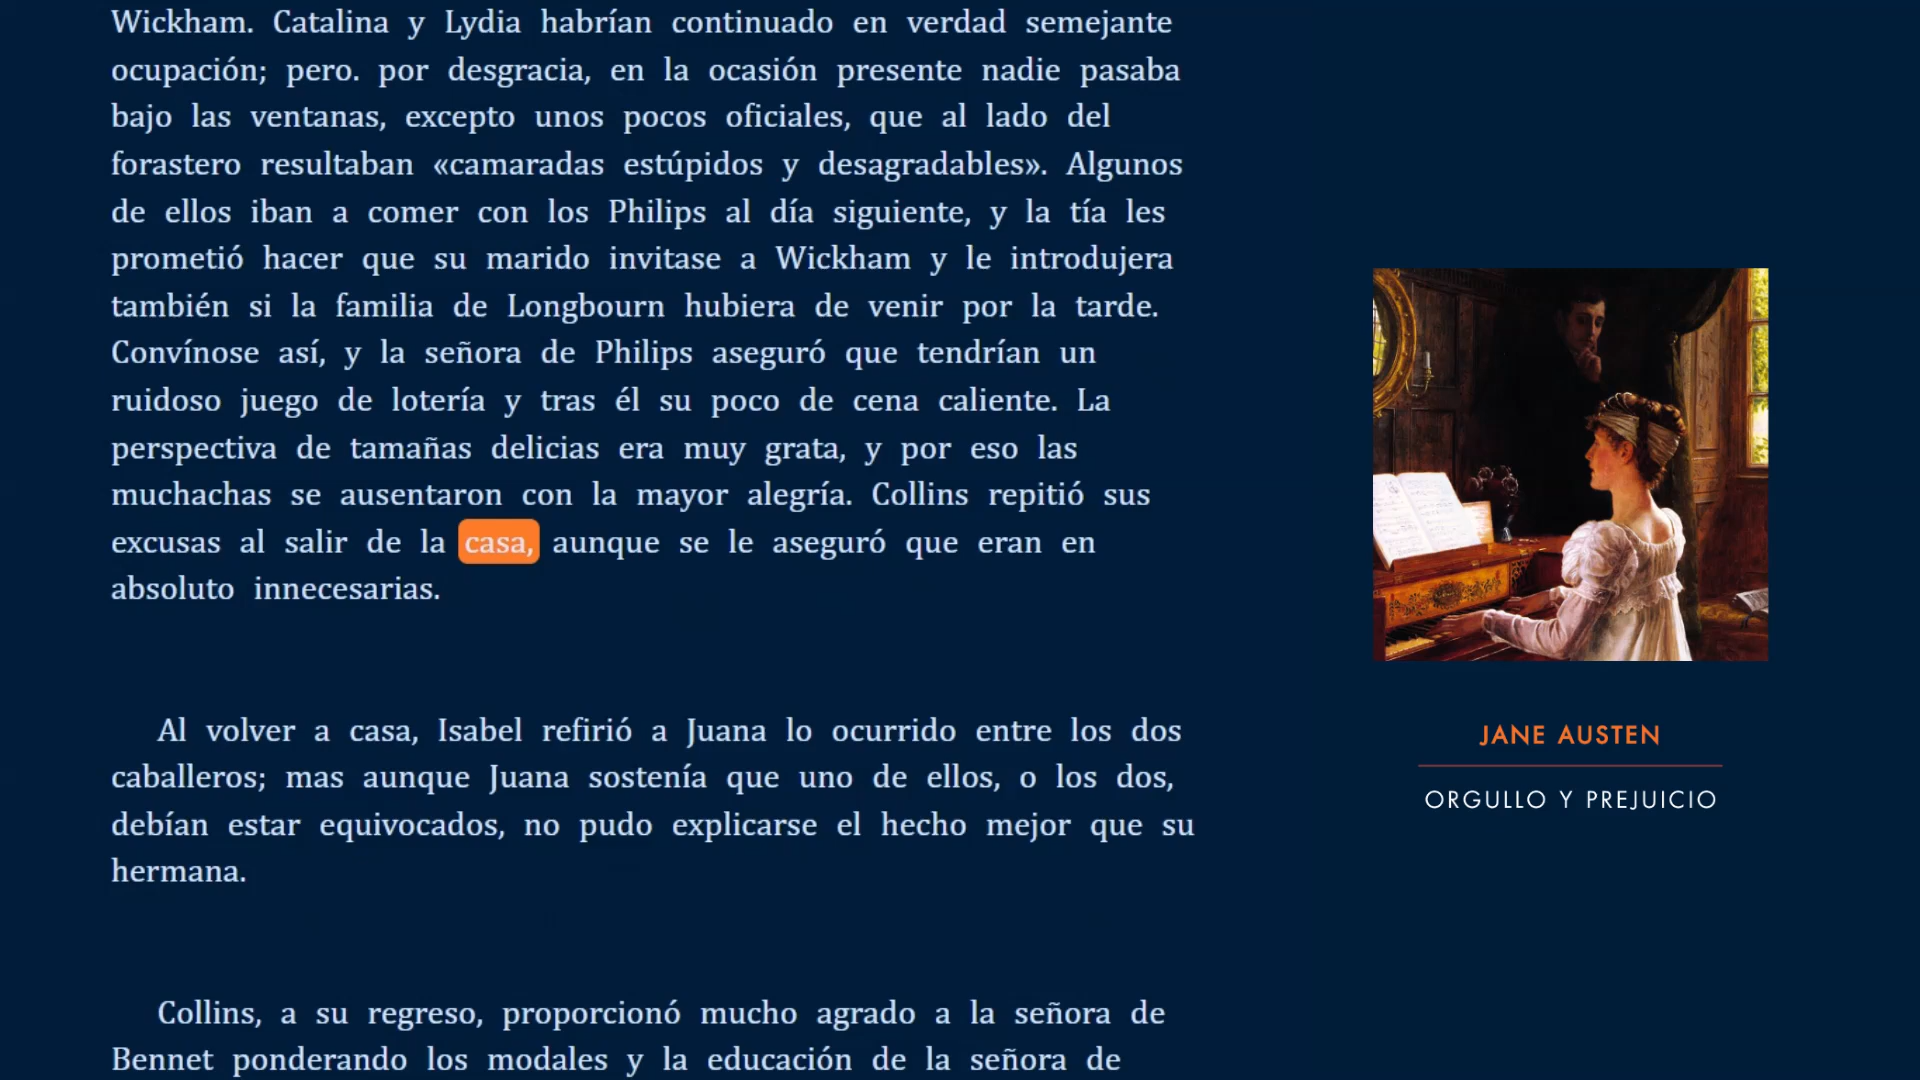 Wickham. Catalina y Lydia habrían continuado en verdad semejante
ocupación; pero. por desgracia, en la ocasión presente nadie pasaba
bajo las ventanas, excepto unos pocos oficiales, que al lado del
forastero resultaban «camaradas estúpidos y desagradables». Algunos
de ellos iban a comer con los Philips al día siguiente, y la tía les
prometió hacer que su marido invitase a Wickham y le introdujera
también si la familia de Longbourn hubiera de venir por la tarde.
Convínose así, y la señora de Philips aseguró que tendrían un
ruidoso juego de lotería y tras él su poco de cena caliente. La
perspectiva de tamañas delicias era muy grata, y por eso las
muchachas se ausentaron con la mayor alegría. Collins repitió sus
excusas al salir de la casa, aunque se le aseguró que eran en
absoluto innecesarias.
Al volver a casa, Isabel refirió a Juana lo ocurrido entre los dos
caballeros; mas aunque Juana sostenía que uno de ellos, o los dos,
debían estar equivocados, no pudo explicarse el hecho mejor que su
hermana.
Collins, a su regreso, proporcionó mucho agrado a la señora de
Bennet ponderando los modales y la educación de la señora de
JANE AUSTEN
ORGULLO Y PREJUICIO